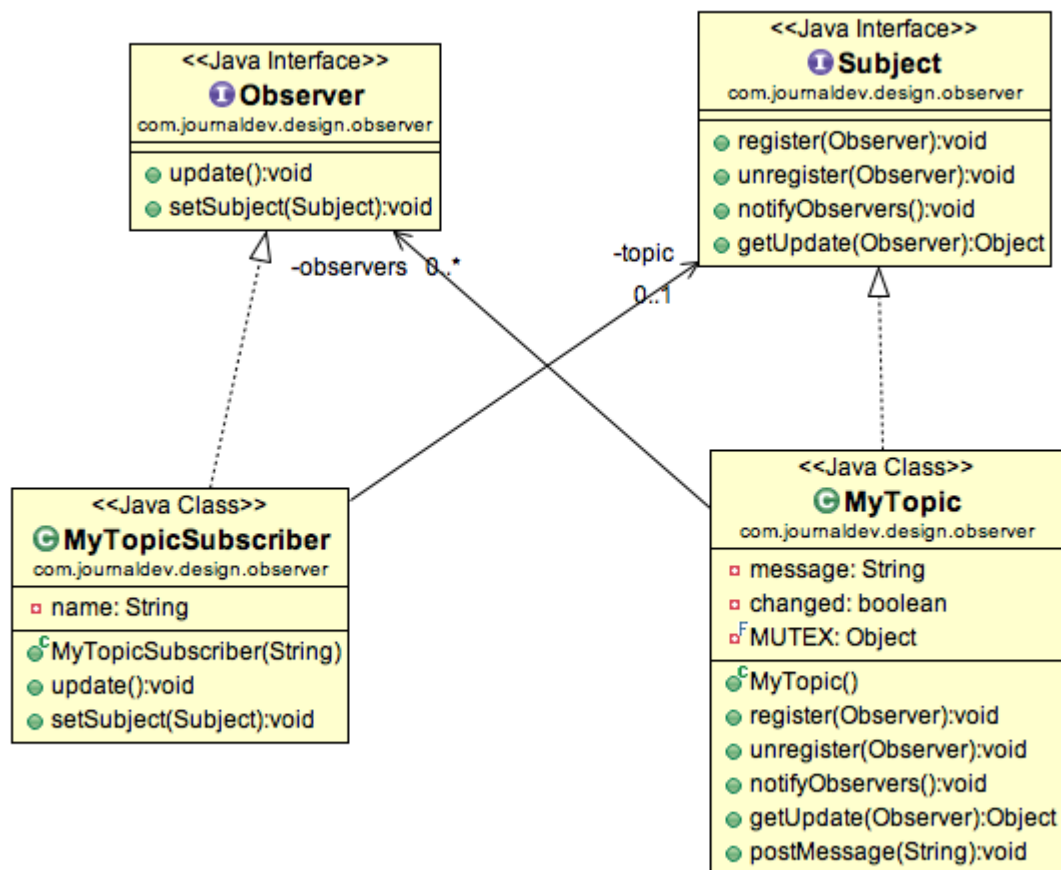 <<Java Interface>>
Observer
com.journaldev.design.observer
update():void
setSubject(Subject):void
<<Java Interface>>
Subject
com.journaldev.design.observer
register(Observer):void
unregister(Observer):void
notifyObservers():void
getUpdate(Observer):Object
-observers 0..*
-topic
0..1
<<Java Class>>
MyTopicSubscriber
com.journaldev.design.observer
name: String
MyTopicSubscriber(String)
update():void
setSubject(Subject):void
<<Java Class>>
MyTopic
com.journaldev.design.observer
message: String
changed: boolean
MUTEX: Object
MyTopic()
register(Observer):void
unregister(Observer):void
notifyObservers():void
getUpdate(Observer):Object
postMessage(String):void